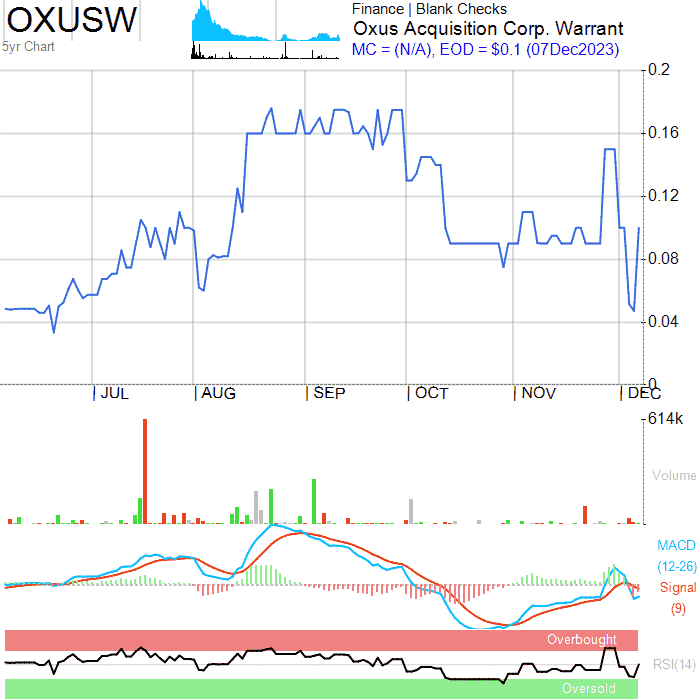 OXUSW
5yr Chart
Finance | Blank Checks
Oxus Acquisition Corp. Warrant
MC = (N/A), EOD = $0.1 (07Dec2023)
0.2
0.16
0.12
0.08
0.04
0
JUL AUG SEP OCT NOV DEC
614k
Volume
MACD
(12-26)
Signal
(9)
Overbought
RSI(14)
Oversold